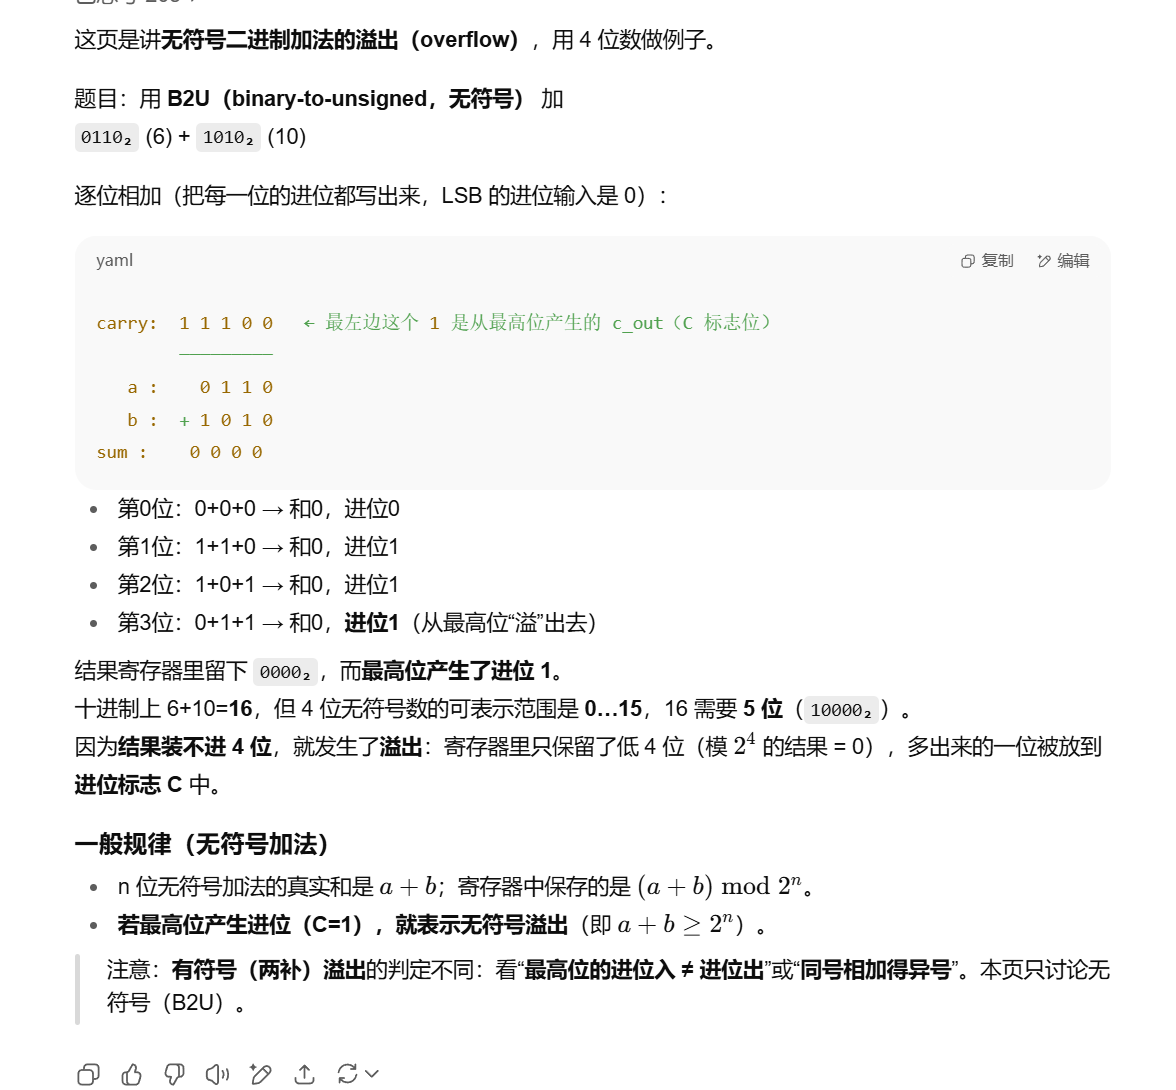 这页是讲无符号二进制加法的溢出（overflow），用 4 位数做例子。
题目：用 B2U（binary-to-unsigned，无符号） 加
0110₂ (6) + 1010₂ (10)
逐位相加（把每一位的进位都写出来，LSB 的进位输入是 0）：
yaml 复制 编辑
carry: 1 1 1 0 0 ← 最左边这个 1 是从最高位产生的 c_out（C 标志位）
─────────
a : 0 1 1 0
b : + 1 0 1 0
sum : 0 0 0 0
• 第0位：0+0+0 → 和0，进位0
• 第1位：1+1+0 → 和0，进位1
• 第2位：1+0+1 → 和0，进位1
• 第3位：0+1+1 → 和0，进位1（从最高位“溢”出去）
结果寄存器里留下 0000₂，而最高位产生了进位 1。
十进制上 6+10=16，但 4 位无符号数的可表示范围是 0…15，16 需要 5 位（10000₂）。
因为结果装不进 4 位，就发生了溢出：寄存器里只保留了低 4 位（模 2⁴ 的结果 = 0），多出来的一位被放到
进位标志 C 中。
一般规律（无符号加法）
• n 位无符号加法的真实和是 a + b；寄存器中保存的是 (a + b) mod 2ⁿ。
• 若最高位产生进位（C=1），就表示无符号溢出（即 a + b ≥ 2ⁿ）。
注意：有符号（两补）溢出的判定不同：看“最高位的进位入 ≠ 进位出”或“同号相加得异号”。本页只讨论无
符号（B2U）。